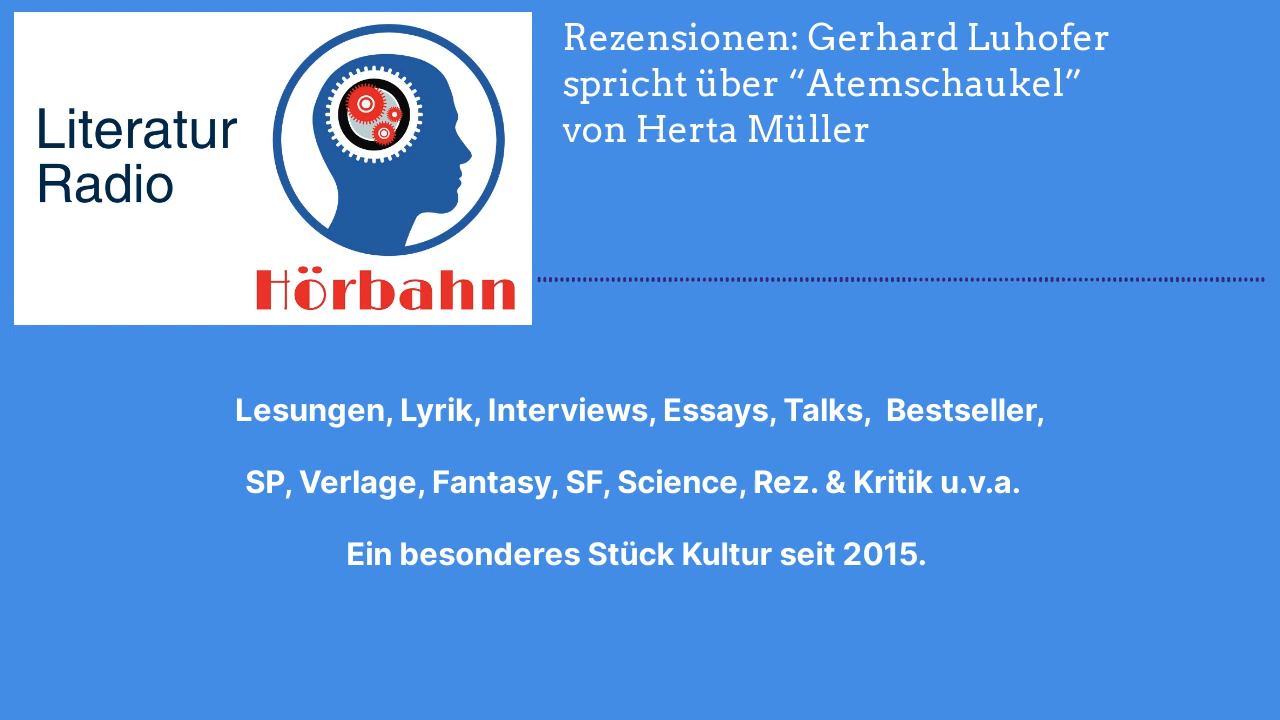 Literatur
Radio
Hörbahn
Rezensionen: Gerhard Luhofer
spricht über “Atemschaukel”
von Herta Müller
Lesungen, Lyrik, Interviews, Essays, Talks,  Bestseller,
SP, Verlage, Fantasy, SF, Science, Rez. & Kritik u.v.a.
Ein besonderes Stück Kultur seit 2015.